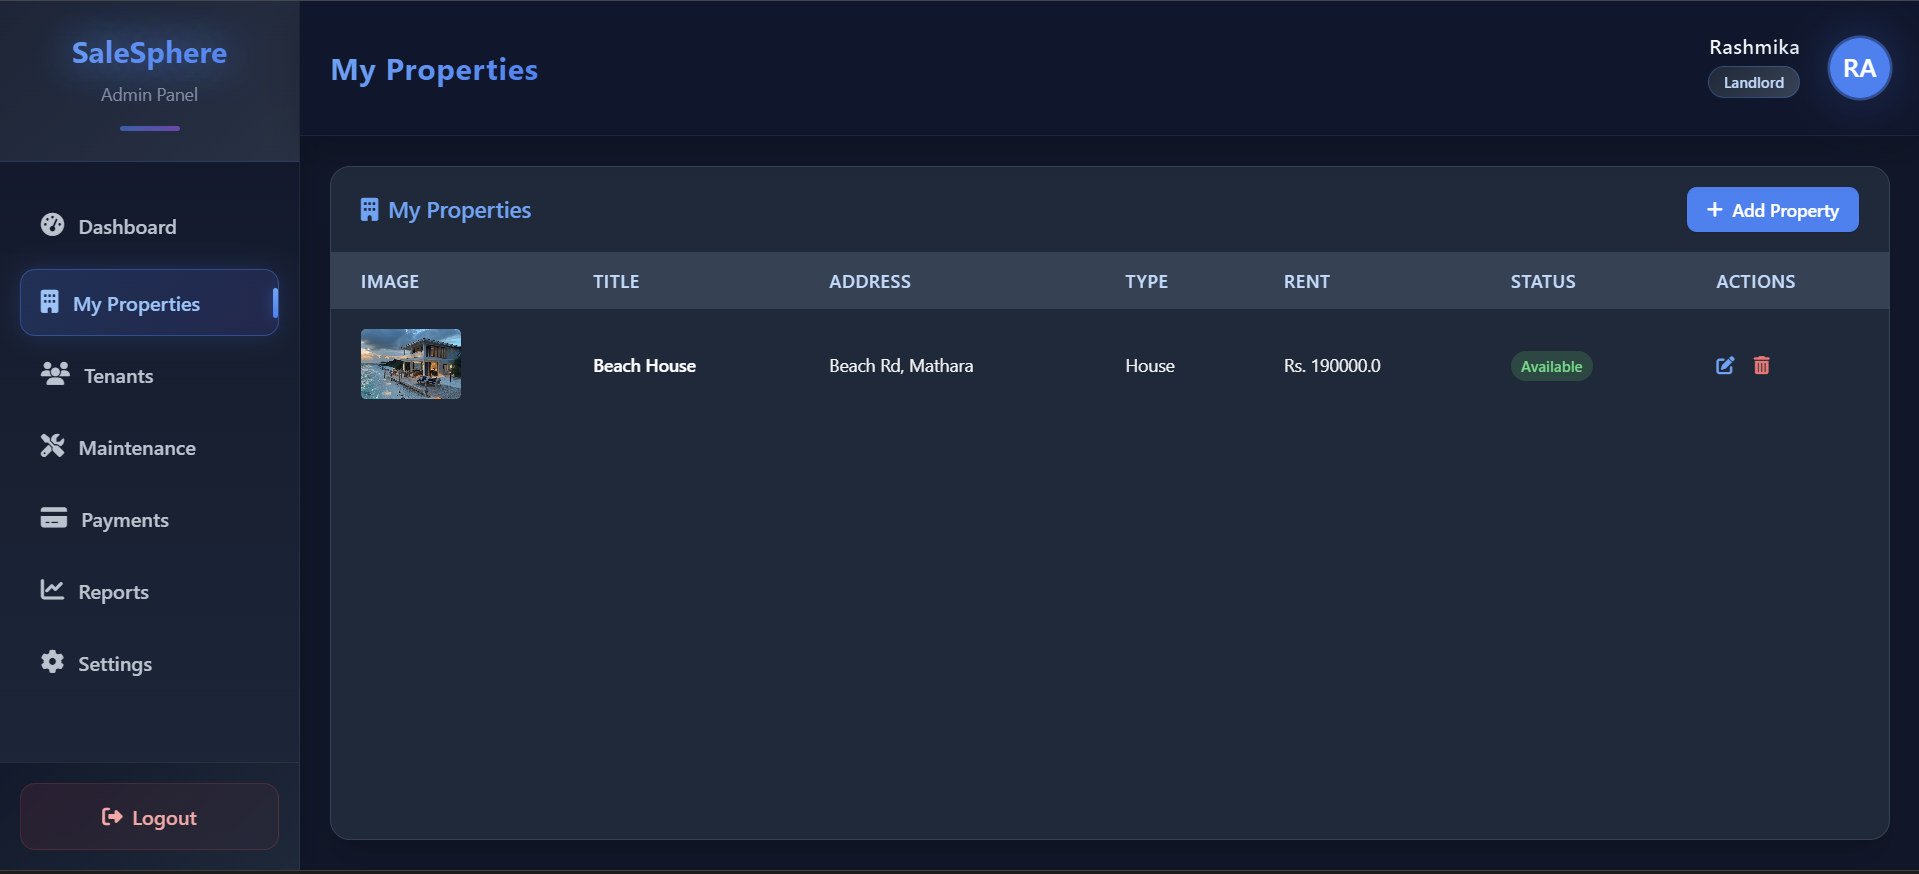 SaleSphere
Admin Panel
Dashboard
My Properties
Tenants
Maintenance
Payments
Reports
Settings
Logout
My Properties
Rashmika
Landlord
RA
My Properties
+ Add Property
IMAGE TITLE ADDRESS TYPE RENT STATUS ACTIONS
Beach House Beach Rd, Mathara House Rs. 190000.0 Available